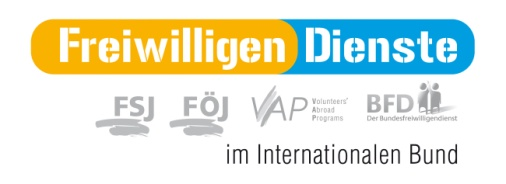 Freiwilligen Dienste
FSJ FÖJ VAP Volunteers' Abroad Programs BFD Der Bundesfreiwilligendienst
im Internationalen Bund